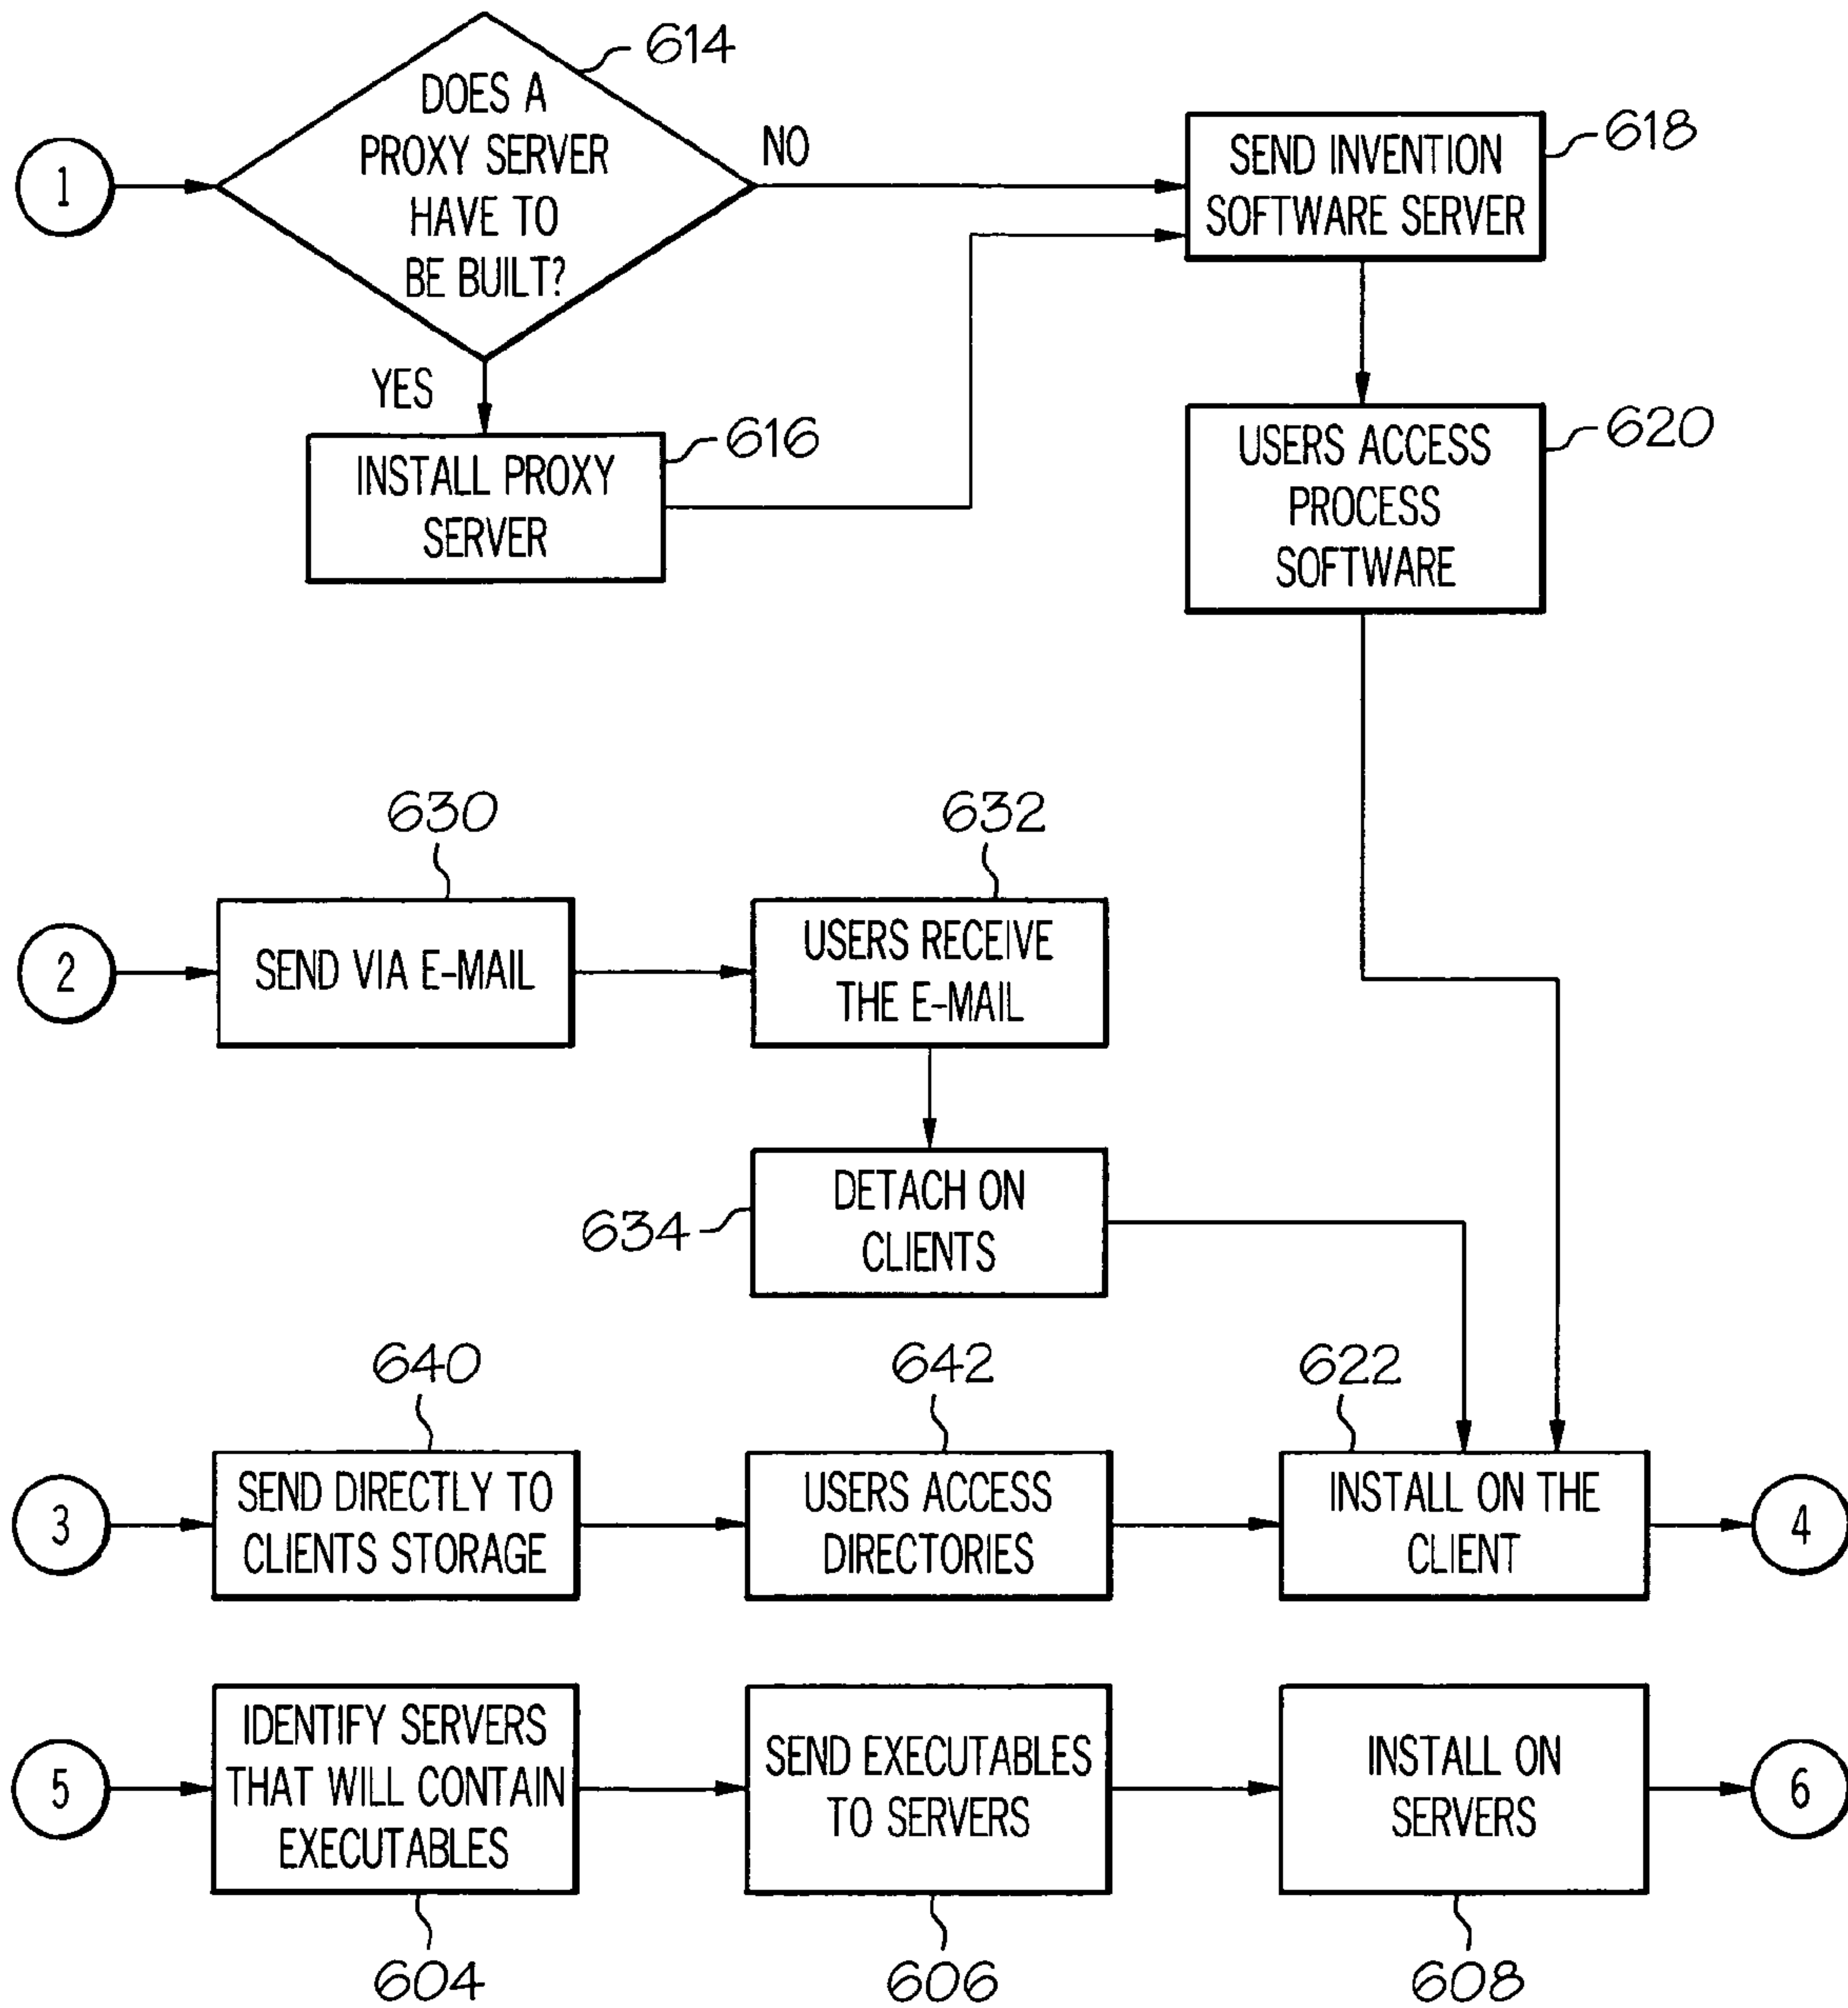 614
DOES A
PROXY SERVER
HAVE TO
BE BUILT?
1
NO
YES
616
INSTALL PROXY
SERVER
618
SEND INVENTION
SOFTWARE SERVER
620
USERS ACCESS
PROCESS
SOFTWARE
630
632
2
SEND VIA E-MAIL
USERS RECEIVE
THE E-MAIL
634
DETACH ON
CLIENTS
640
642
622
3
SEND DIRECTLY TO
CLIENTS STORAGE
USERS ACCESS
DIRECTORIES
INSTALL ON THE
CLIENT
4
5
IDENTIFY SERVERS
THAT WILL CONTAIN
EXECUTABLES
SEND EXECUTABLES
TO SERVERS
INSTALL ON
SERVERS
6
604
606
608